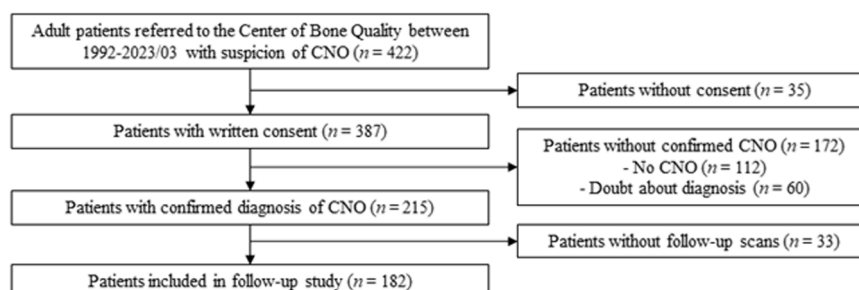 Adult patients referred to the Center of Bone Quality between
1992-2023/03 with suspicion of CNO (n = 422)
Patients without consent (n = 35)
Patients with written consent (n = 387)
Patients without confirmed CNO (n = 172)
- No CNO (n = 112)
- Doubt about diagnosis (n = 60)
Patients with confirmed diagnosis of CNO (n = 215)
Patients without follow-up scans (n = 33)
Patients included in follow-up study (n = 182)